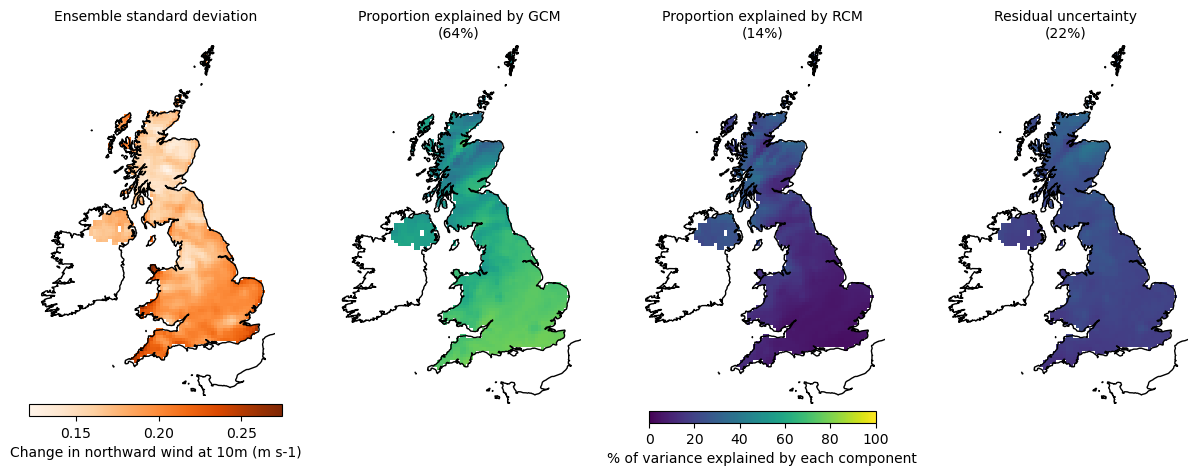 Ensemble standard deviation
Proportion explained by GCM
(64%)
Proportion explained by RCM
(14%)
Residual uncertainty
(22%)
0.15 0.20 0.25
Change in northward wind at 10m (m s-1)
0 20 40 60 80 100
% of variance explained by each component